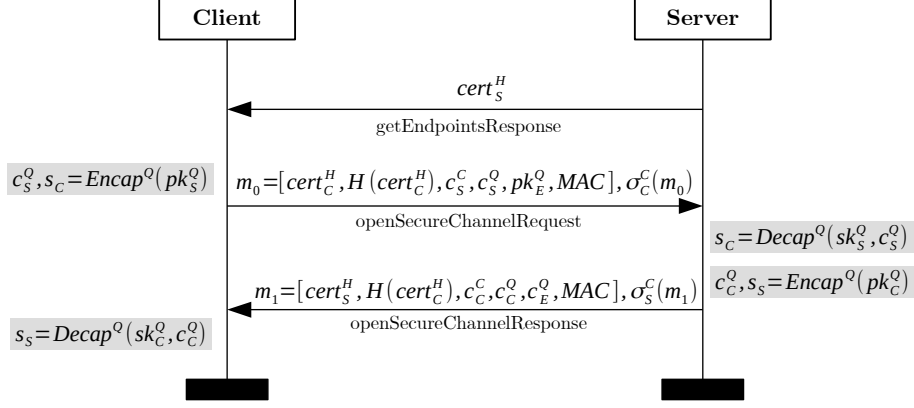 Client Server
cert_S^H
getEndpointsResponse
c_S^Q, s_C=Encap^Q(pk_S^Q)
m_0=[cert_C^H, H(cert_C^H), c_S^C, c_S^Q, pk_E^Q, MAC], σ_C^C(m_0)
openSecureChannelRequest
s_C=Decap^Q(sk_S^Q, c_S^Q)
c_C^Q, s_S=Encap^Q(pk_C^Q)
m_1=[cert_S^H, H(cert_C^H), c_C^C, c_C^Q, c_E^Q, MAC], σ_S^C(m_1)
openSecureChannelResponse
s_S=Decap^Q(sk_C^Q, c_C^Q)